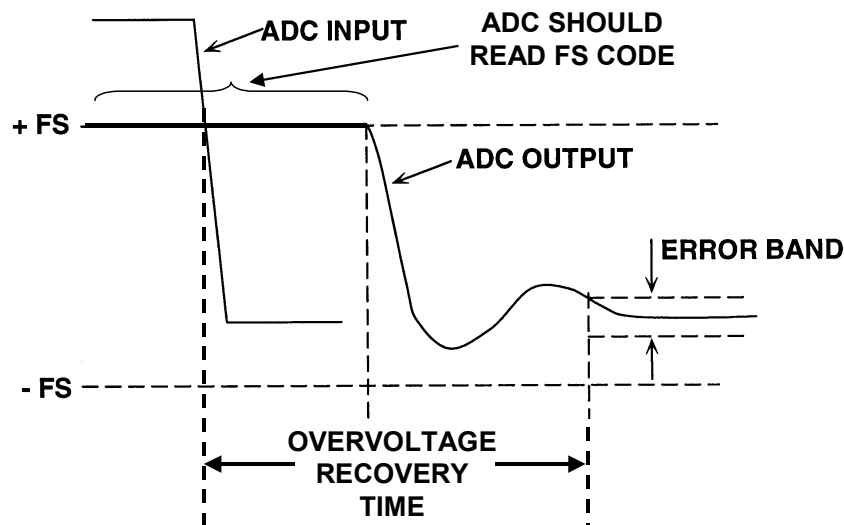 ADC INPUT
ADC SHOULD
READ FS CODE
+ FS
ADC OUTPUT
ERROR BAND
- FS
OVERVOLTAGE
RECOVERY
TIME